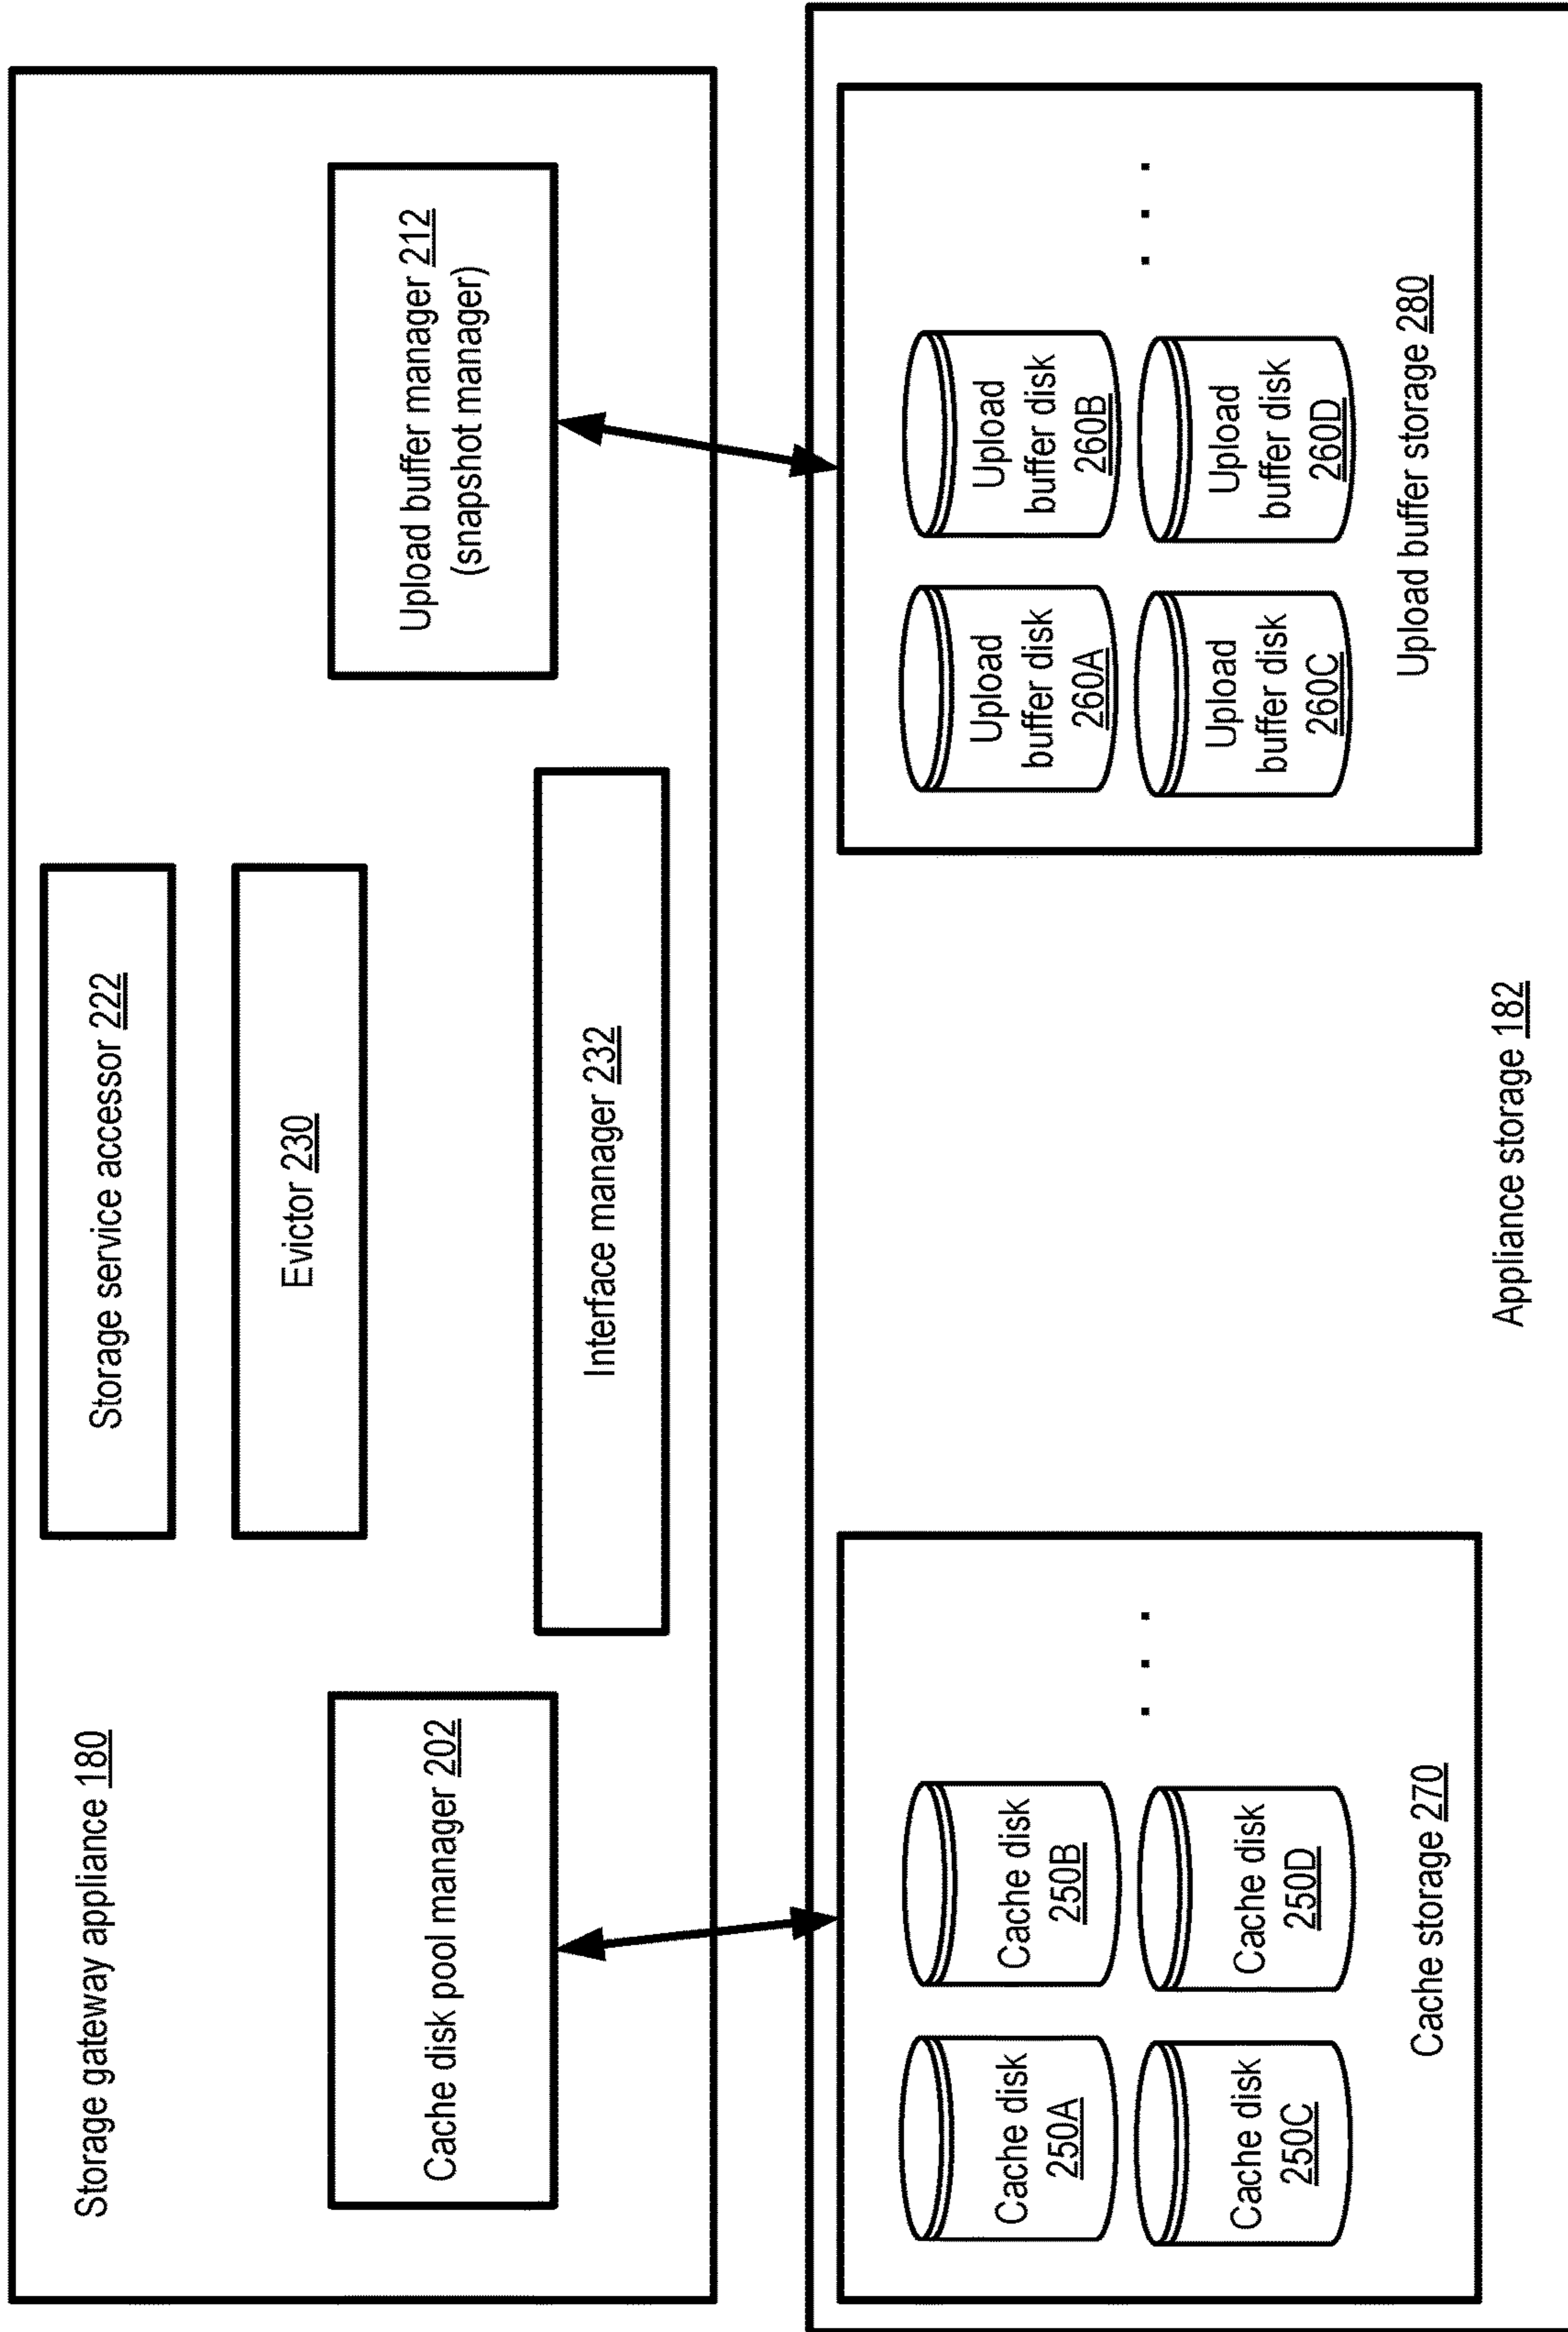 Storage gateway appliance 180
Storage service accessor 222
Evictor 230
Cache disk pool manager 202
Upload buffer manager 212
(snapshot manager)
Interface manager 232
Cache disk
250A
Cache disk
250B
Cache disk
250C
Cache disk
250D
. . .
Cache storage 270
Upload
buffer disk
260A
Upload
buffer disk
260B
Upload
buffer disk
260C
Upload
buffer disk
260D
. . .
Upload buffer storage 280
Appliance storage 182